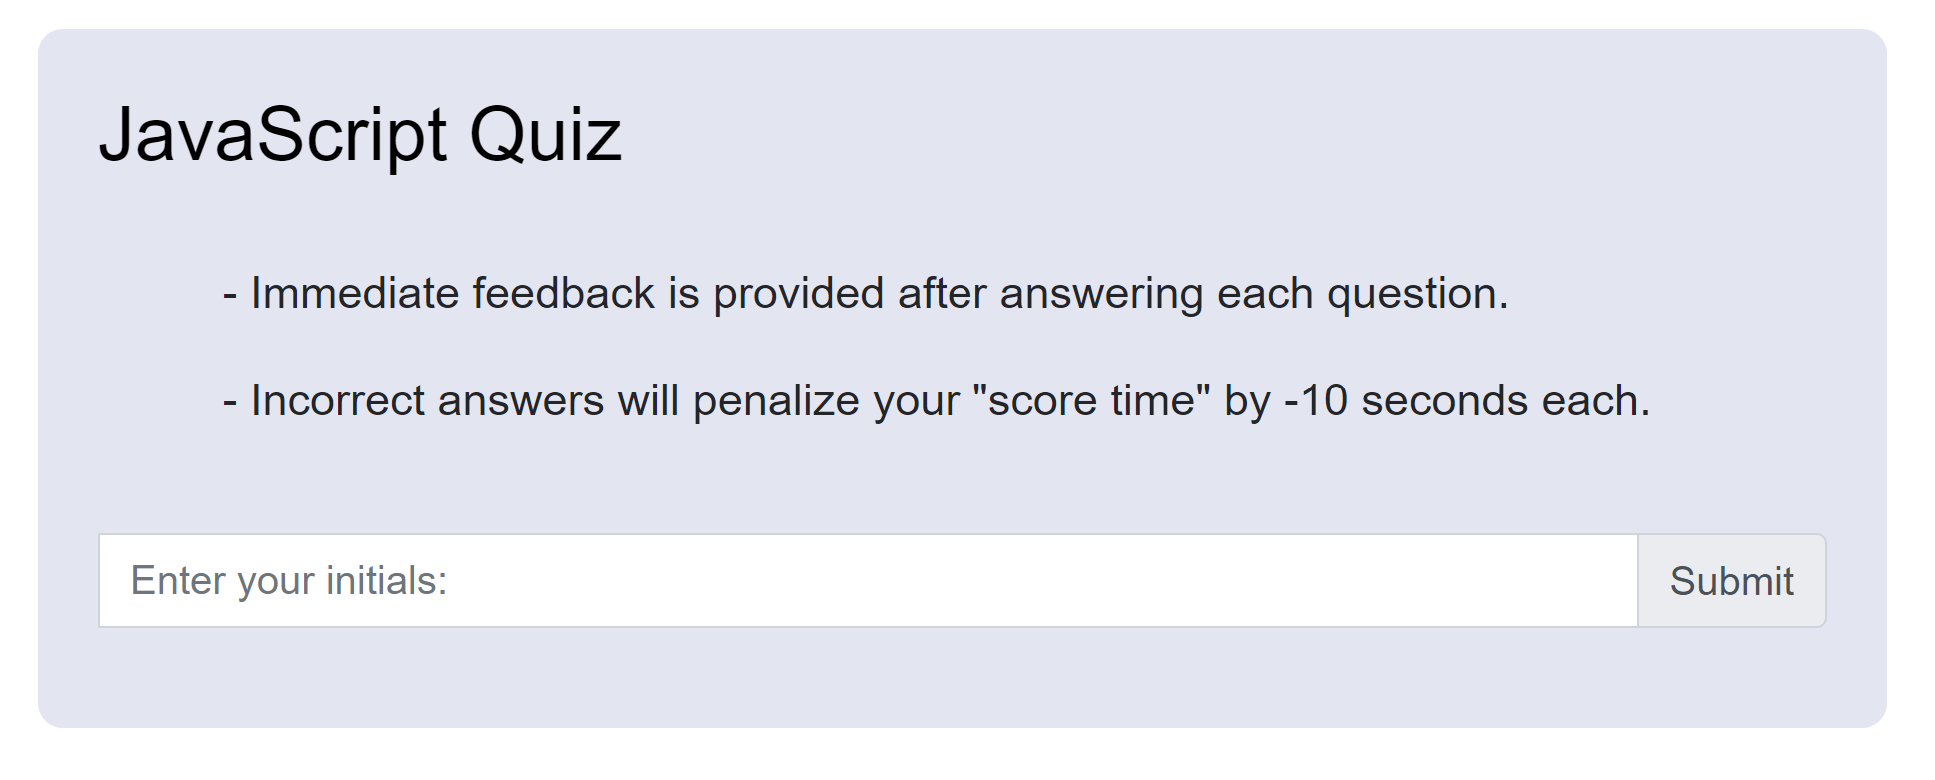 JavaScript Quiz
- Immediate feedback is provided after answering each question.
- Incorrect answers will penalize your "score time" by -10 seconds each.
Enter your initials: Submit